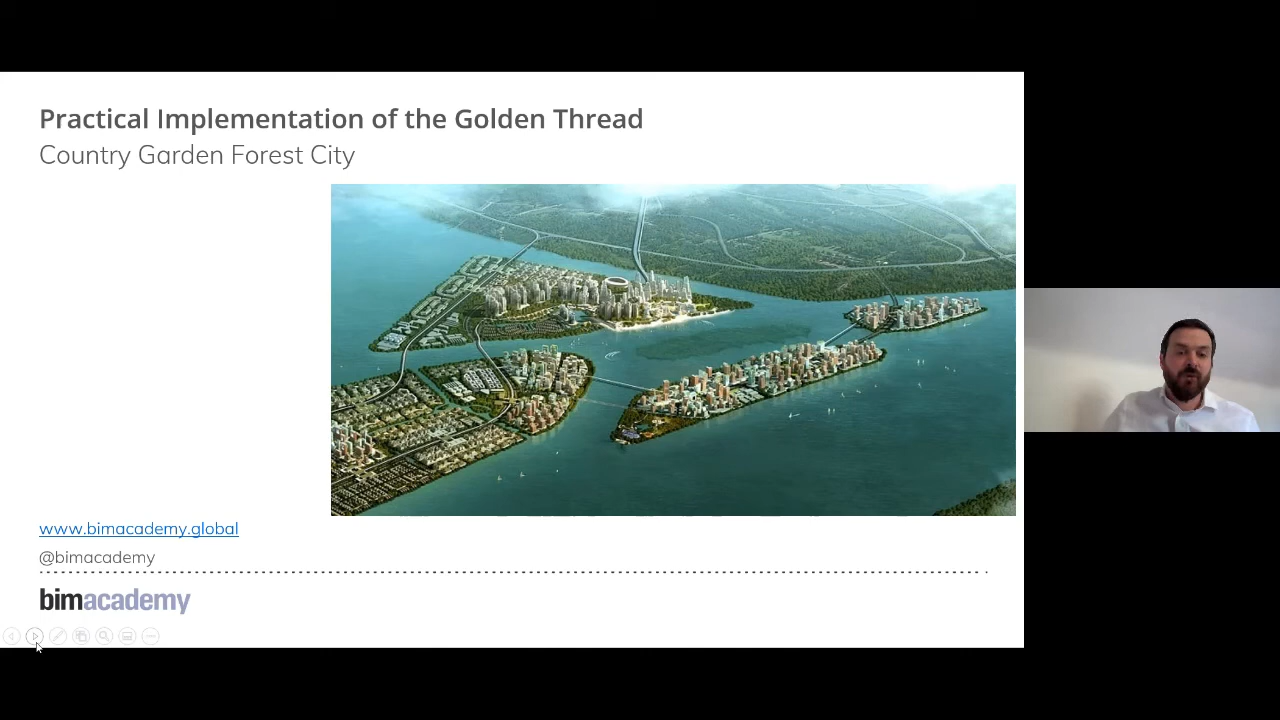 Practical Implementation of the Golden Thread
Country Garden Forest City
www.bimacademy.global
@bimacademy
bimacademy